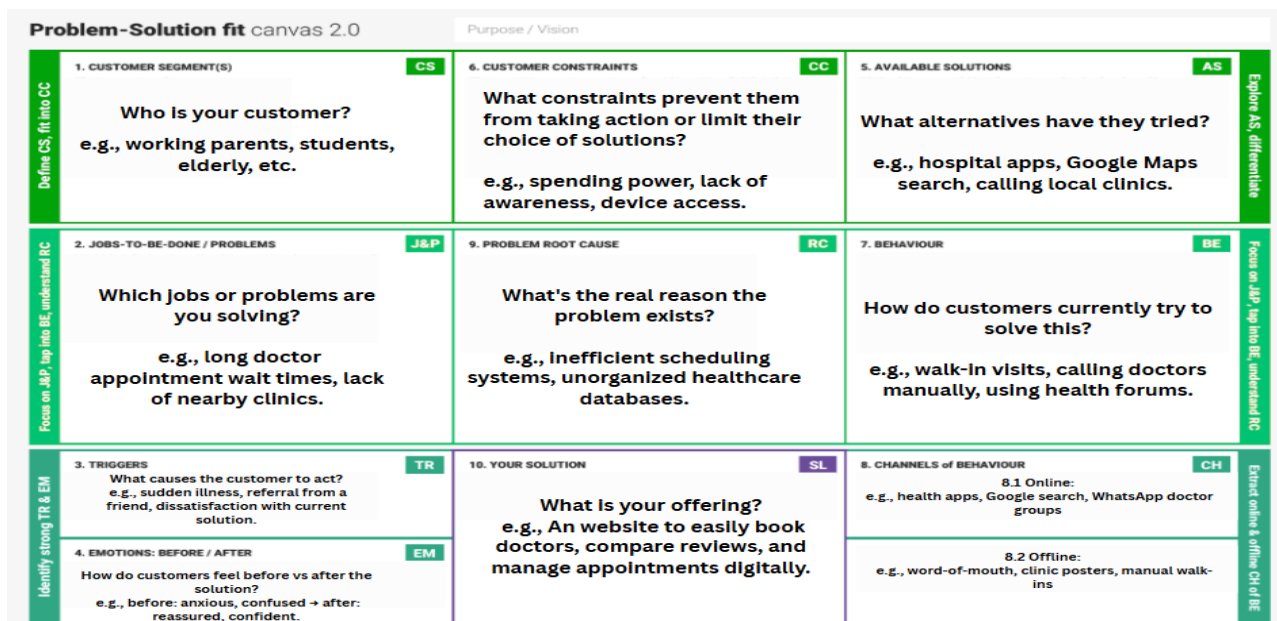 Problem-Solution fit canvas 2.0
Purpose / Vision
Define CS, fit into CC
1. CUSTOMER SEGMENT(S)
CS
Who is your customer?
e.g., working parents, students,
elderly, etc.
6. CUSTOMER CONSTRAINTS
CC
What constraints prevent them
from taking action or limit their
choice of solutions?
e.g., spending power, lack of
awareness, device access.
5. AVAILABLE SOLUTIONS
AS
What alternatives have they tried?
e.g., hospital apps, Google Maps
search, calling local clinics.
Explore AS, differentiate
Focus on J&P, tap into BE, understand RC
2. JOBS-TO-BE-DONE / PROBLEMS
J&P
Which jobs or problems are
you solving?
e.g., long doctor
appointment wait times, lack
of nearby clinics.
9. PROBLEM ROOT CAUSE
RC
What's the real reason the
problem exists?
e.g., inefficient scheduling
systems, unorganized healthcare
databases.
7. BEHAVIOUR
BE
How do customers currently try to
solve this?
e.g., walk-in visits, calling doctors
manually, using health forums.
Focus on J&P, tap into BE, understand RC
Identify strong TR & EM
3. TRIGGERS
TR
What causes the customer to act?
e.g., sudden illness, referral from a
friend, dissatisfaction with current
solution.
4. EMOTIONS: BEFORE / AFTER
EM
How do customers feel before vs after the
solution?
e.g., before: anxious, confused → after:
reassured, confident.
10. YOUR SOLUTION
SL
What is your offering?
e.g., An website to easily book
doctors, compare reviews, and
manage appointments digitally.
8. CHANNELS of BEHAVIOUR
CH
8.1 Online:
e.g., health apps, Google search, WhatsApp doctor
groups
8.2 Offline:
e.g., word-of-mouth, clinic posters, manual walk-
ins
Extract online & offline CH of BE